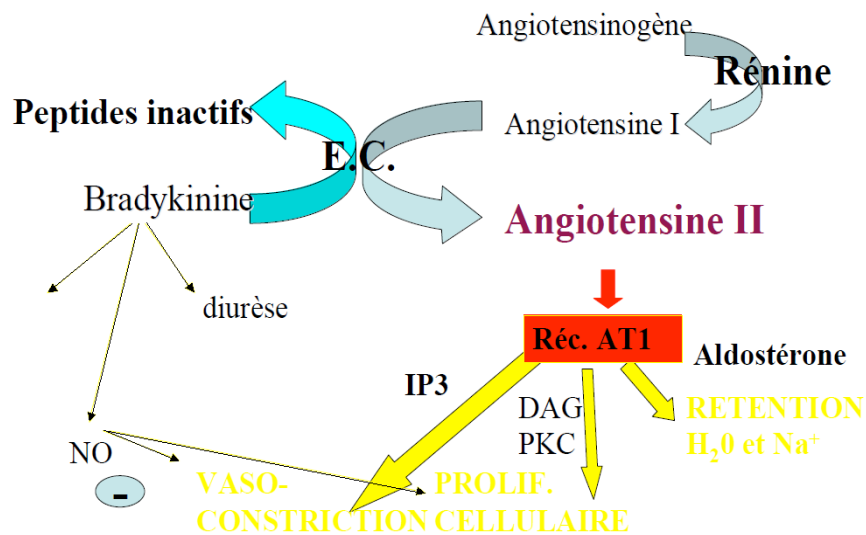 Angiotensinogène
Rénine
Peptides inactifs
Angiotensine I
E.C.
Bradykinine
Angiotensine II
diurèse
Réc. AT1
Aldostérone
IP3
DAG
PKC
RETENTION
H₂0 et Na⁺
NO
-
VASO-
CONSTRICTION
PROLIF.
CELLULAIRE